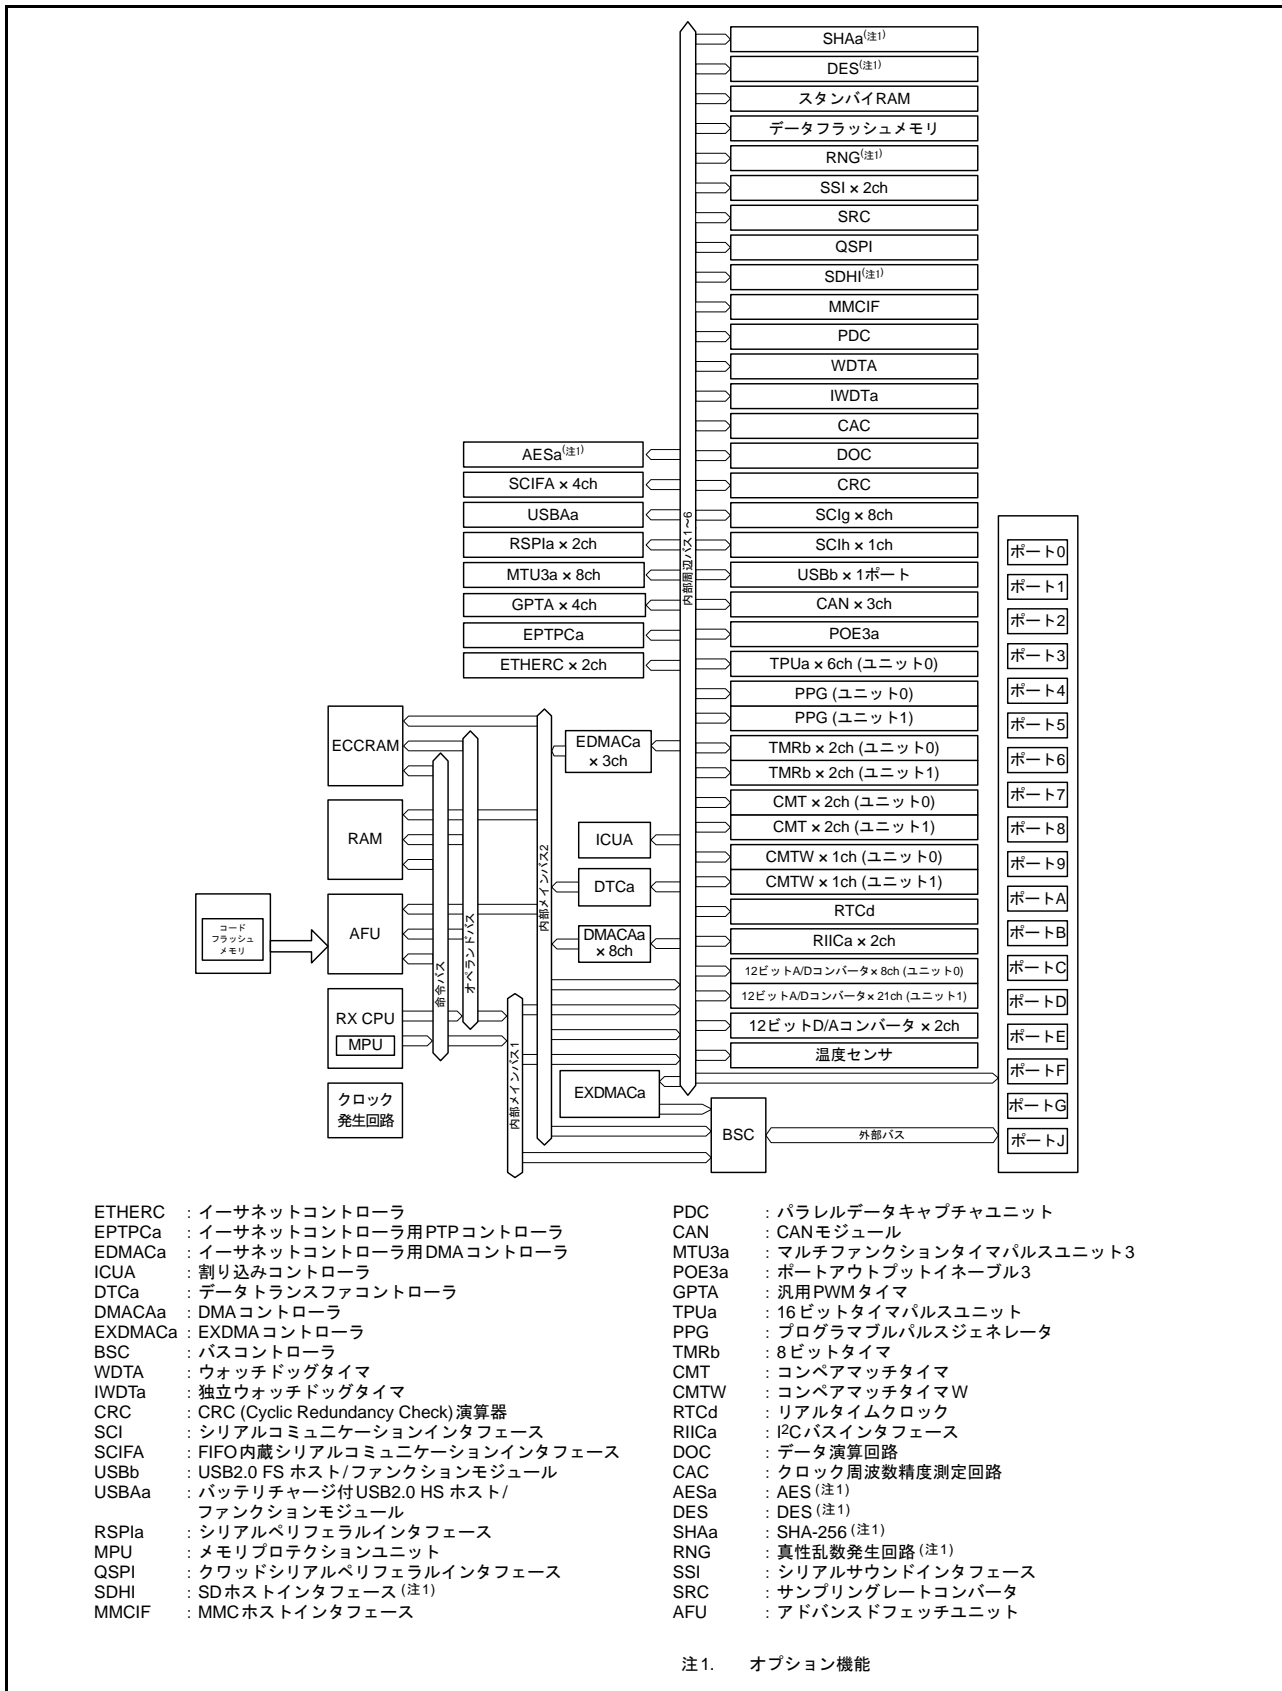 SHAa(注1)
DES(注1)
スタンバイRAM
データフラッシュメモリ
RNG(注1)
SSI × 2ch
SRC
QSPI
SDHI(注1)
MMCIF
PDC
WDTA
IWDTa
CAC
DOC
CRC
SCIg × 8ch
SCIh × 1ch
USBb × 1ポート
CAN × 3ch
POE3a
TPUa × 6ch (ユニット0)
PPG (ユニット0)
PPG (ユニット1)
TMRb × 2ch (ユニット0)
TMRb × 2ch (ユニット1)
CMT × 2ch (ユニット0)
CMT × 2ch (ユニット1)
CMTW × 1ch (ユニット0)
CMTW × 1ch (ユニット1)
RTCd
RIICa × 2ch
12ビットA/Dコンバータ× 8ch (ユニット0)
12ビットA/Dコンバータ× 21ch (ユニット1)
12ビットD/Aコンバータ × 2ch
温度センサ
AESa(注1)
SCIFA × 4ch
USBAa
RSPIa × 2ch
MTU3a × 8ch
GPTA × 4ch
EPTPCa
ETHERC × 2ch
内部周辺バス1~6
ポート0
ポート1
ポート2
ポート3
ポート4
ポート5
ポート6
ポート7
ポート8
ポート9
ポートA
ポートB
ポートC
ポートD
ポートE
ポートF
ポートG
ポートJ
ECCRAM
RAM
AFU
コード
フラッシュ
メモリ
RX CPU
MPU
クロック
発生回路
命令バス
オペランドバス
内部メインバス1
内部メインバス2
EDMACa
× 3ch
ICUA
DTCa
DMACAa
× 8ch
EXDMACa
BSC
外部バス
ETHERC : イーサネットコントローラ
EPTPCa : イーサネットコントローラ用PTPコントローラ
EDMACa : イーサネットコントローラ用DMAコントローラ
ICUA : 割り込みコントローラ
DTCa : データトランスファコントローラ
DMACAa : DMAコントローラ
EXDMACa : EXDMAコントローラ
BSC : バスコントローラ
WDTA : ウォッチドッグタイマ
IWDTa : 独立ウォッチドッグタイマ
CRC : CRC (Cyclic Redundancy Check)演算器
SCI : シリアルコミュニケーションインタフェース
SCIFA : FIFO内蔵シリアルコミュニケーションインタフェース
USBb : USB2.0 FS ホスト/ファンクションモジュール
USBAa : バッテリチャージ付USB2.0 HS ホスト/
ファンクションモジュール
RSPIa : シリアルペリフェラルインタフェース
MPU : メモリプロテクションユニット
QSPI : クワッドシリアルペリフェラルインタフェース
SDHI : SDホストインタフェース(注1)
MMCIF : MMCホストインタフェース
PDC : パラレルデータキャプチャユニット
CAN : CANモジュール
MTU3a : マルチファンクションタイマパルスユニット3
POE3a : ポートアウトプットイネーブル3
GPTA : 汎用PWMタイマ
TPUa : 16ビットタイマパルスユニット
PPG : プログラマブルパルスジェネレータ
TMRb : 8ビットタイマ
CMT : コンペアマッチタイマ
CMTW : コンペアマッチタイマW
RTCd : リアルタイムクロック
RIICa : I2Cバスインタフェース
DOC : データ演算回路
CAC : クロック周波数精度測定回路
AESa : AES(注1)
DES : DES(注1)
SHAa : SHA-256(注1)
RNG : 真性乱数発生回路(注1)
SSI : シリアルサウンドインタフェース
SRC : サンプリングレートコンバータ
AFU : アドバンスドフェッチユニット
注1. オプション機能